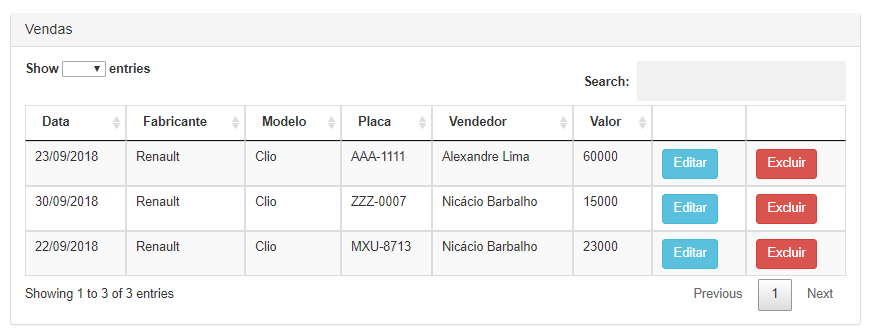 Vendas
Show entries
Search:
Data Fabricante Modelo Placa Vendedor Valor
23/09/2018 Renault Clio AAA-1111 Alexandre Lima 60000 Editar Excluir
30/09/2018 Renault Clio ZZZ-0007 Nicácio Barbalho 15000 Editar Excluir
22/09/2018 Renault Clio MXU-8713 Nicácio Barbalho 23000 Editar Excluir
Showing 1 to 3 of 3 entries Previous 1 Next